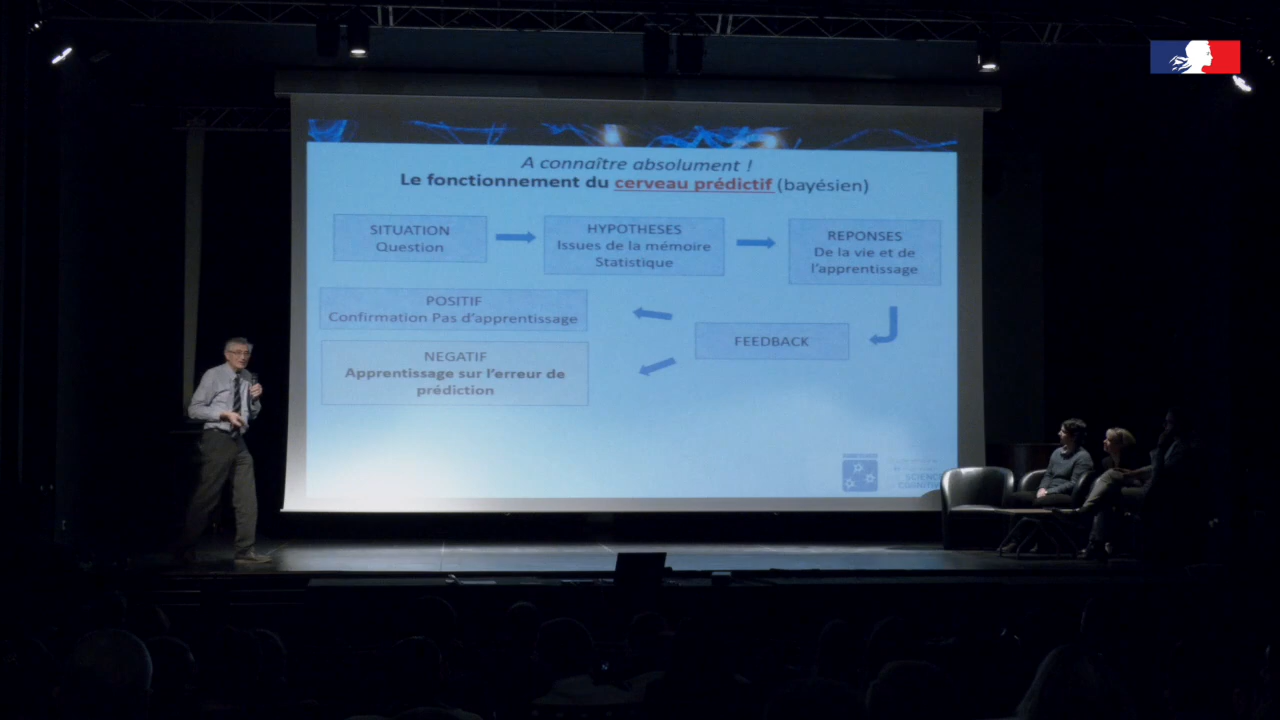 A connaître absolument !
Le fonctionnement du cerveau prédictif (bayésien)
SITUATION
Question
HYPOTHESES
Issues de la mémoire
Statistique
REPONSES
De la vie et de
l'apprentissage
POSITIF
Confirmation Pas d'apprentissage
FEEDBACK
NEGATIF
Apprentissage sur l'erreur de
prédiction